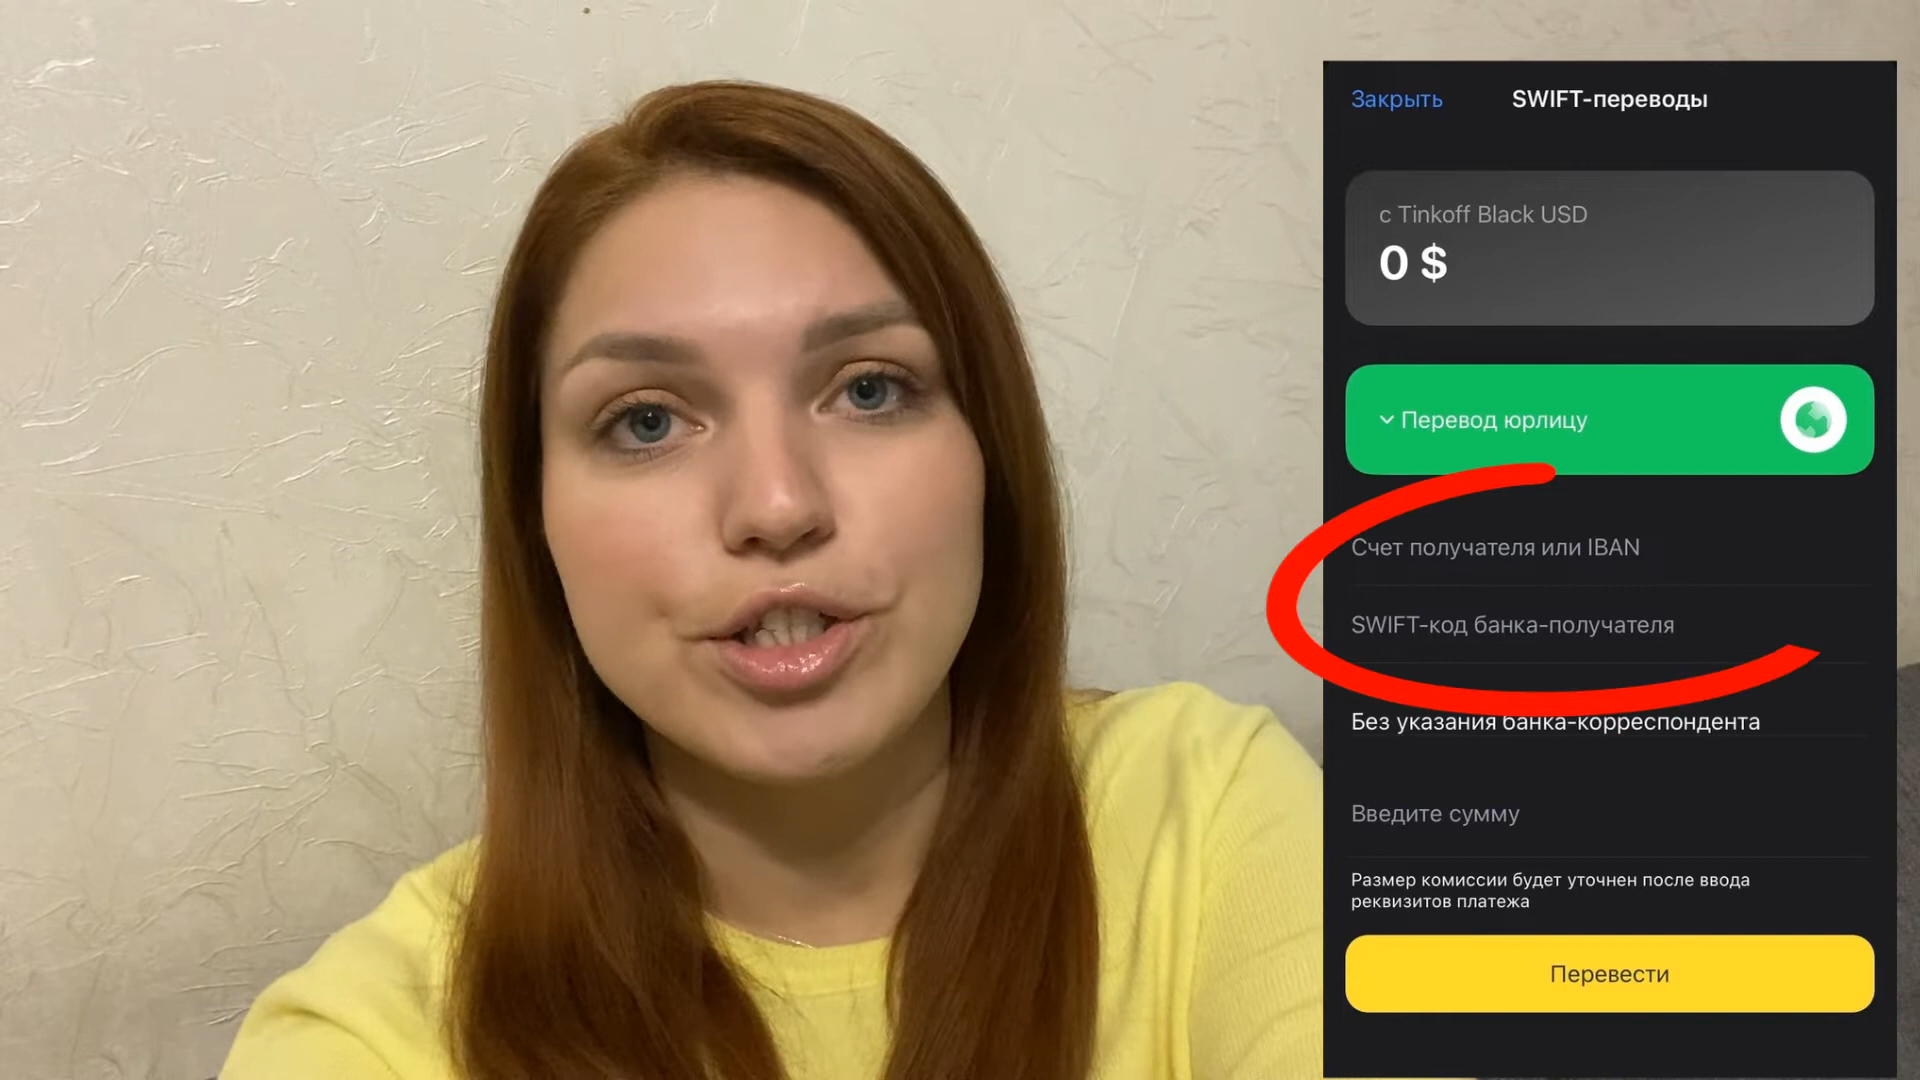 Закрыть
SWIFT-переводы
с Tinkoff Black USD
0 $
Перевод юрлицу
Счет получателя или IBAN
SWIFT-код банка-получателя
Без указания банка-корреспондента
Введите сумму
Размер комиссии будет уточнен после ввода
реквизитов платежа
Перевести